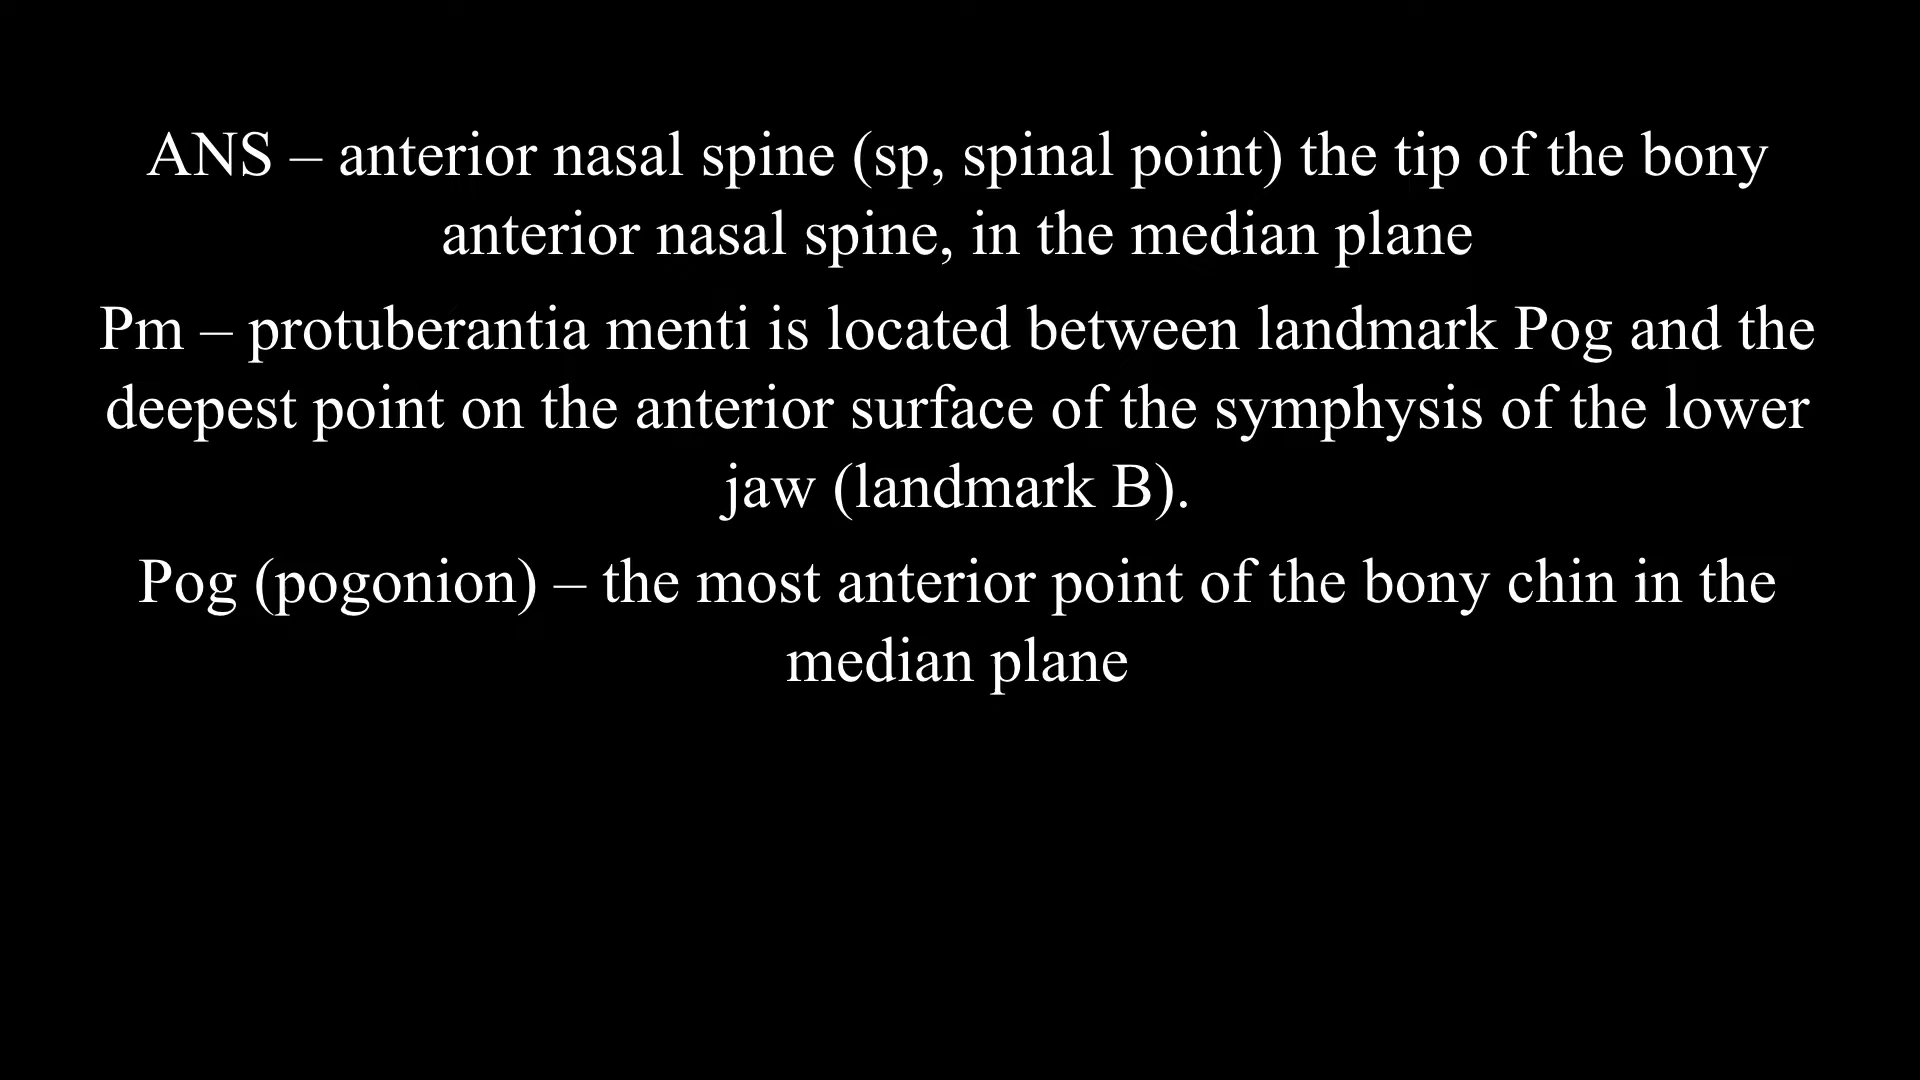 ANS – anterior nasal spine (sp, spinal point) the tip of the bony
anterior nasal spine, in the median plane
Pm – protuberantia menti is located between landmark Pog and the
deepest point on the anterior surface of the symphysis of the lower
jaw (landmark B).
Pog (pogonion) – the most anterior point of the bony chin in the
median plane